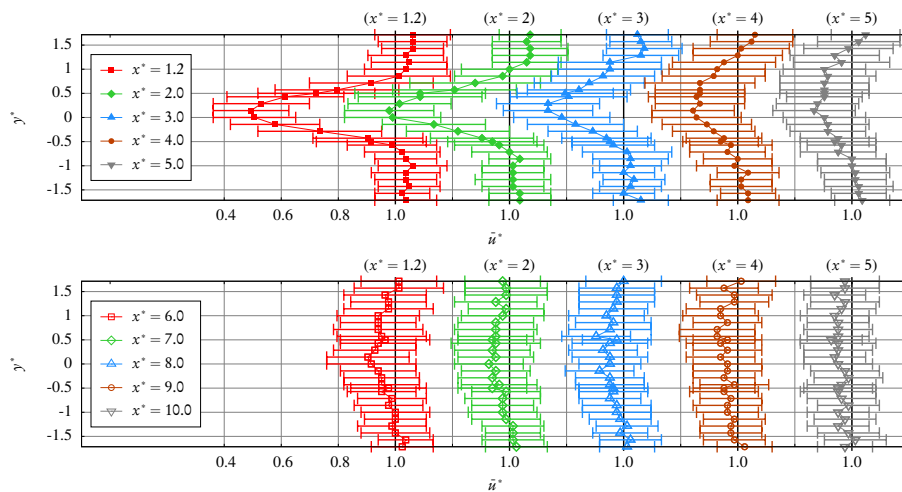 (x* = 1.2) (x* = 2) (x* = 3) (x* = 4) (x* = 5)
1.5
1
0.5
0
-0.5
-1
-1.5
y*
x* = 1.2
x* = 2.0
x* = 3.0
x* = 4.0
x* = 5.0
0.4 0.6 0.8 1.0 1.0 1.0 1.0 1.0
ũ*
(x* = 1.2) (x* = 2) (x* = 3) (x* = 4) (x* = 5)
1.5
1
0.5
0
-0.5
-1
-1.5
y*
x* = 6.0
x* = 7.0
x* = 8.0
x* = 9.0
x* = 10.0
0.4 0.6 0.8 1.0 1.0 1.0 1.0 1.0
ũ*